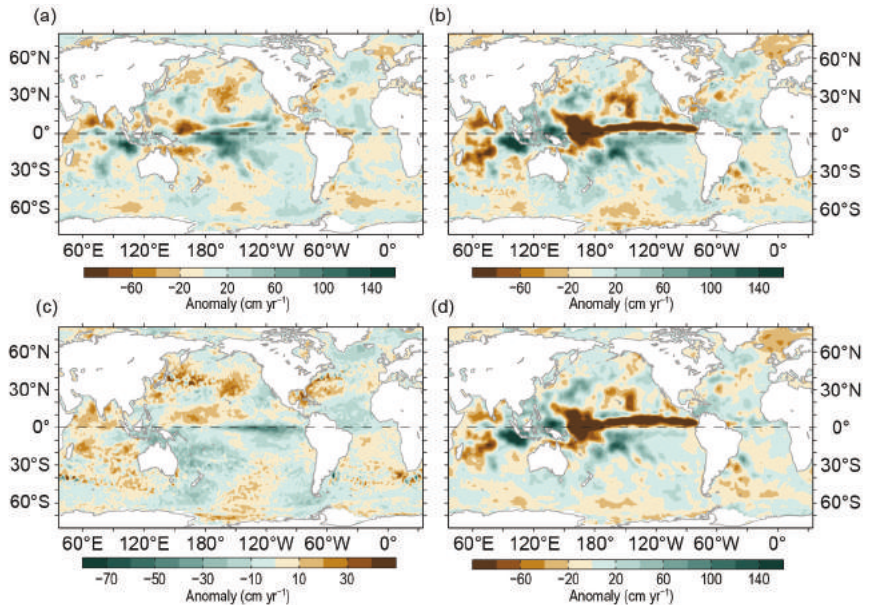 (a) (b)
60°N 60°N
30°N 30°N
0° 0°
30°S 30°S
60°S 60°S
60°E 120°E 180° 120°W 60°W 0° 60°E 120°E 180° 120°W 60°W 0°
−60 −20 20 60 100 140 −60 −20 20 60 100 140
Anomaly (cm yr⁻¹) Anomaly (cm yr⁻¹)
(c) (d)
60°N 60°N
30°N 30°N
0° 0°
30°S 30°S
60°S 60°S
60°E 120°E 180° 120°W 60°W 0° 60°E 120°E 180° 120°W 60°W 0°
−70 −50 −30 −10 10 30 −60 −20 20 60 100 140
Anomaly (cm yr⁻¹) Anomaly (cm yr⁻¹)